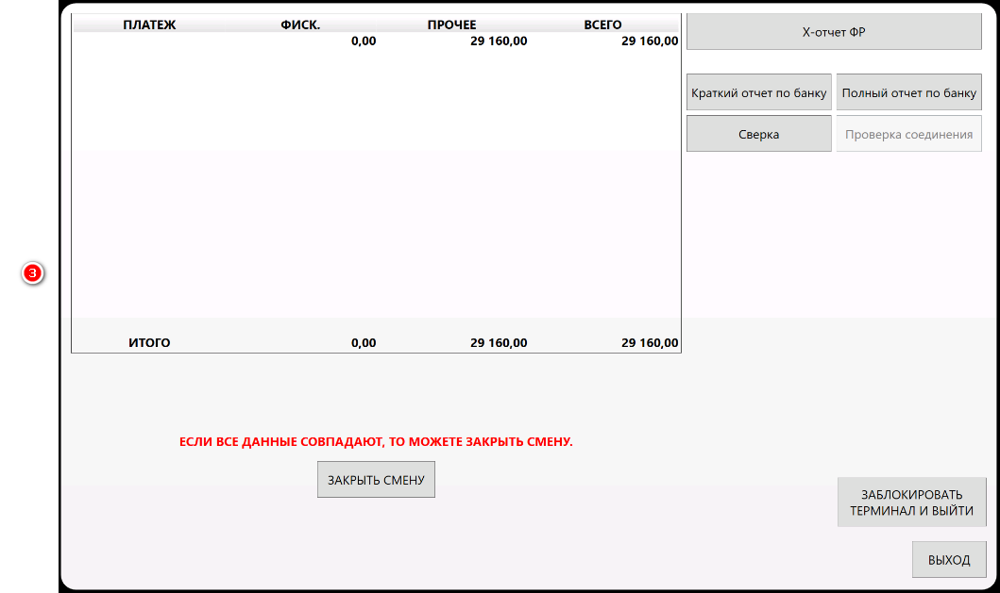 ПЛАТЕЖ ФИСК. ПРОЧЕЕ ВСЕГО
0,00 29 160,00 29 160,00
X-отчет ФР
Краткий отчет по банку Полный отчет по банку
Сверка Проверка соединения
3
ИТОГО 0,00 29 160,00 29 160,00
ЕСЛИ ВСЕ ДАННЫЕ СОВПАДАЮТ, ТО МОЖЕТЕ ЗАКРЫТЬ СМЕНУ.
ЗАКРЫТЬ СМЕНУ
ЗАБЛОКИРОВАТЬ
ТЕРМИНАЛ И ВЫЙТИ
ВЫХОД